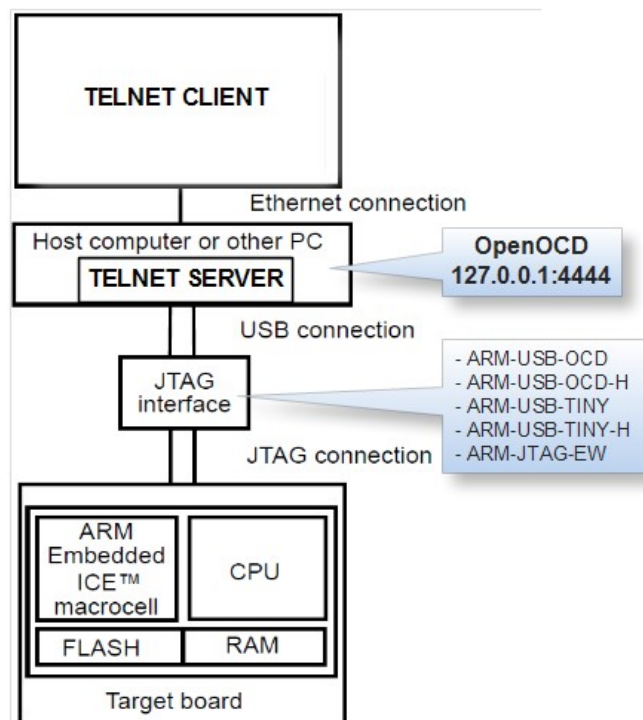 TELNET CLIENT
Ethernet connection
Host computer or other PC
TELNET SERVER
OpenOCD
127.0.0.1:4444
USB connection
JTAG
interface
- ARM-USB-OCD
- ARM-USB-OCD-H
- ARM-USB-TINY
- ARM-USB-TINY-H
- ARM-JTAG-EW
JTAG connection
ARM
Embedded
ICE™
macrocell
CPU
FLASH
RAM
Target board